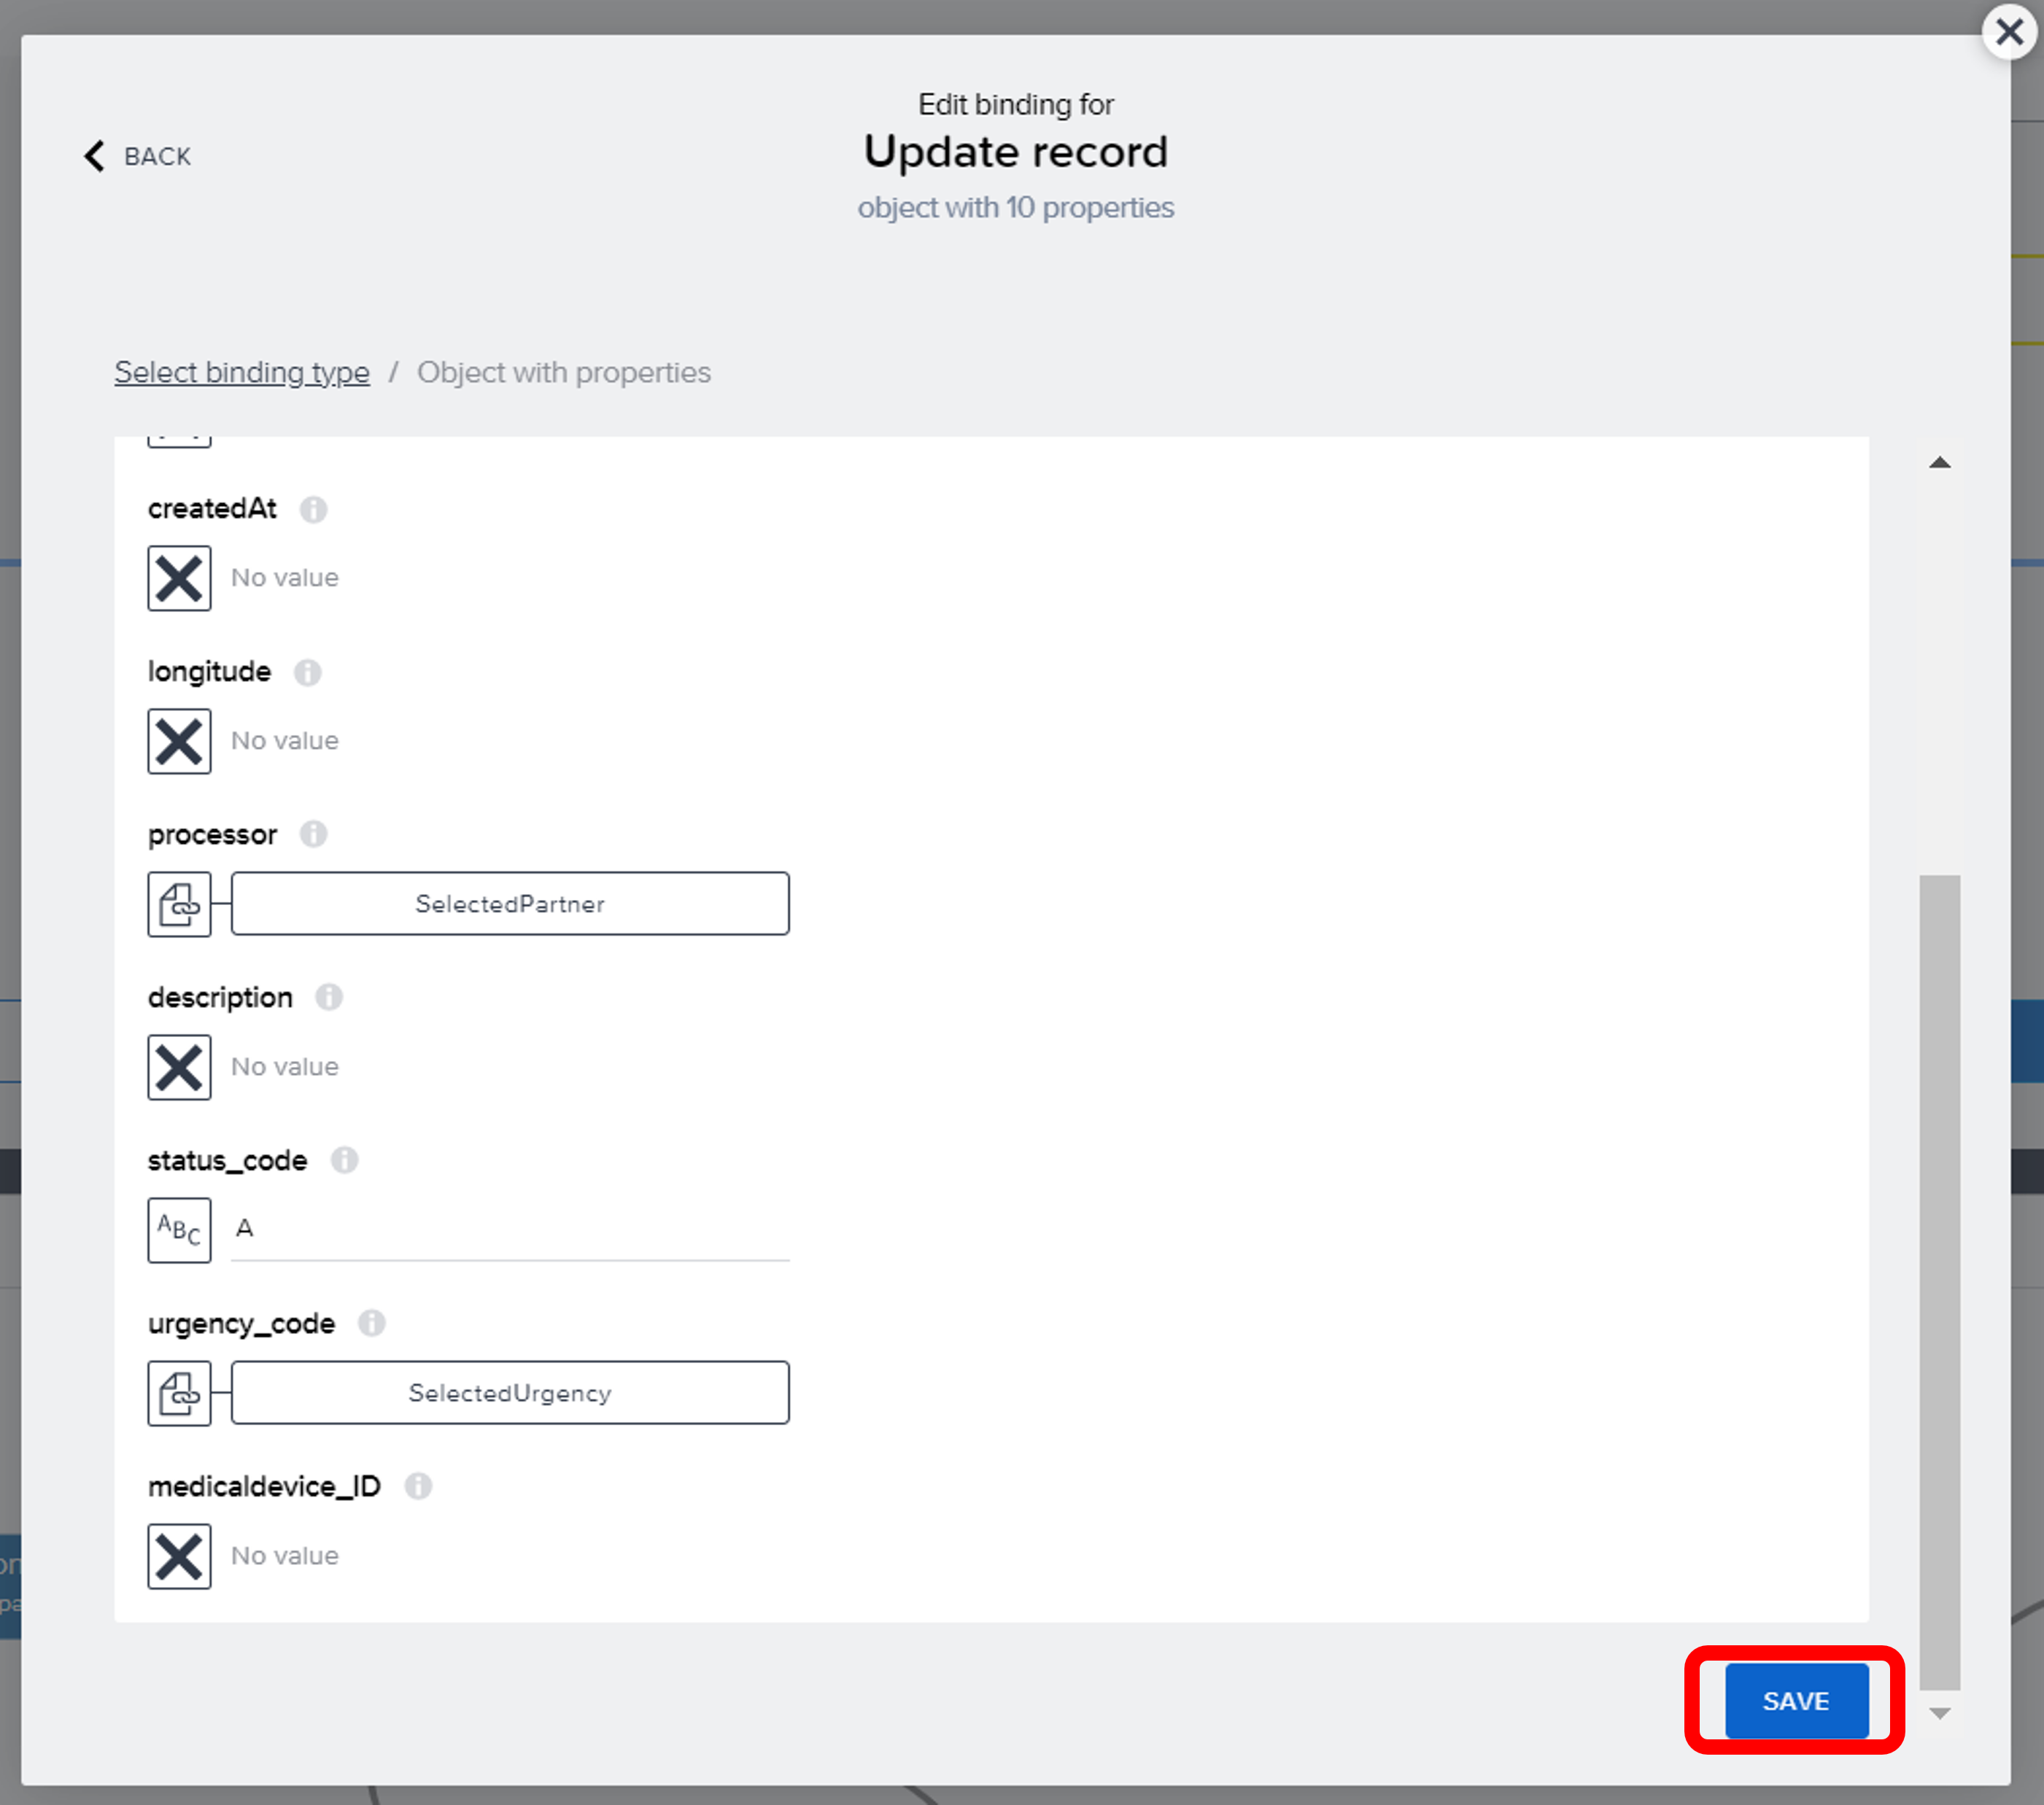 Edit binding for
BACK
Update record
object with 10 properties
Select binding type / Object with properties
createdAt
No value
longitude
No value
processor
SelectedPartner
description
No value
status_code
ABC A
urgency_code
SelectedUrgency
medicaldevice_ID
No value
SAVE